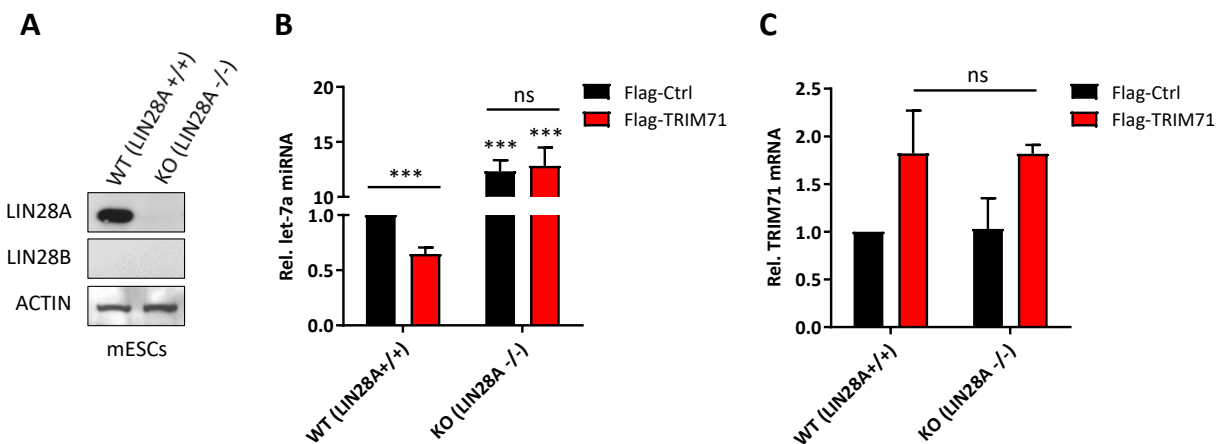 A
WT (LIN28A +/+)
KO (LIN28A -/-)
LIN28A
LIN28B
ACTIN
mESCs
B
Rel. let-7a miRNA
20
15
10
1.0
0.5
0.0
***
***
ns
***
Flag-Ctrl
Flag-TRIM71
WT (LIN28A+/+)
KO (LIN28A -/-)
C
Rel. TRIM71 mRNA
2.5
2.0
1.5
1.0
0.5
0.0
ns
Flag-Ctrl
Flag-TRIM71
WT (LIN28A+/+)
KO (LIN28A -/-)